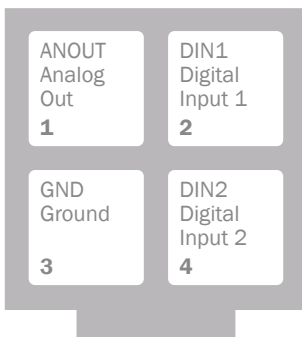 ANOUT
Analog
Out
1
DIN1
Digital
Input 1
2
GND
Ground
3
DIN2
Digital
Input 2
4